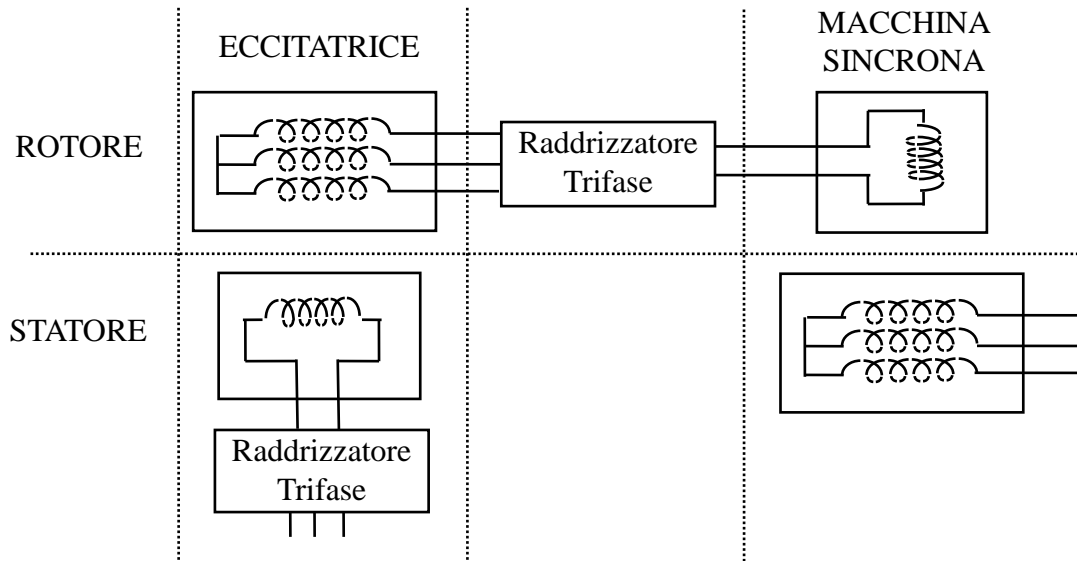 ECCITATRICE
MACCHINA
SINCRONA
ROTORE
Raddrizzatore
Trifase
STATORE
Raddrizzatore
Trifase